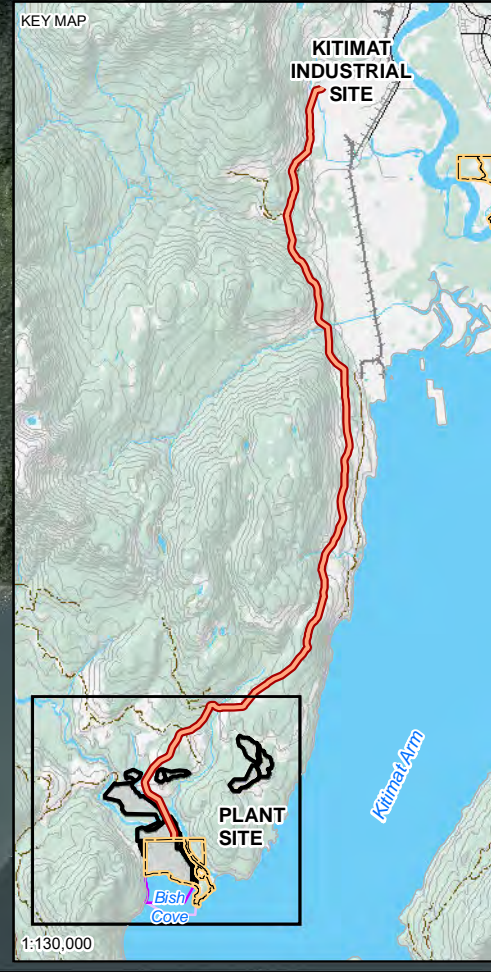 KEY MAP
KITIMAT
INDUSTRIAL
SITE
Kitimat Arm
PLANT
SITE
Bish
Cove
1:130,000